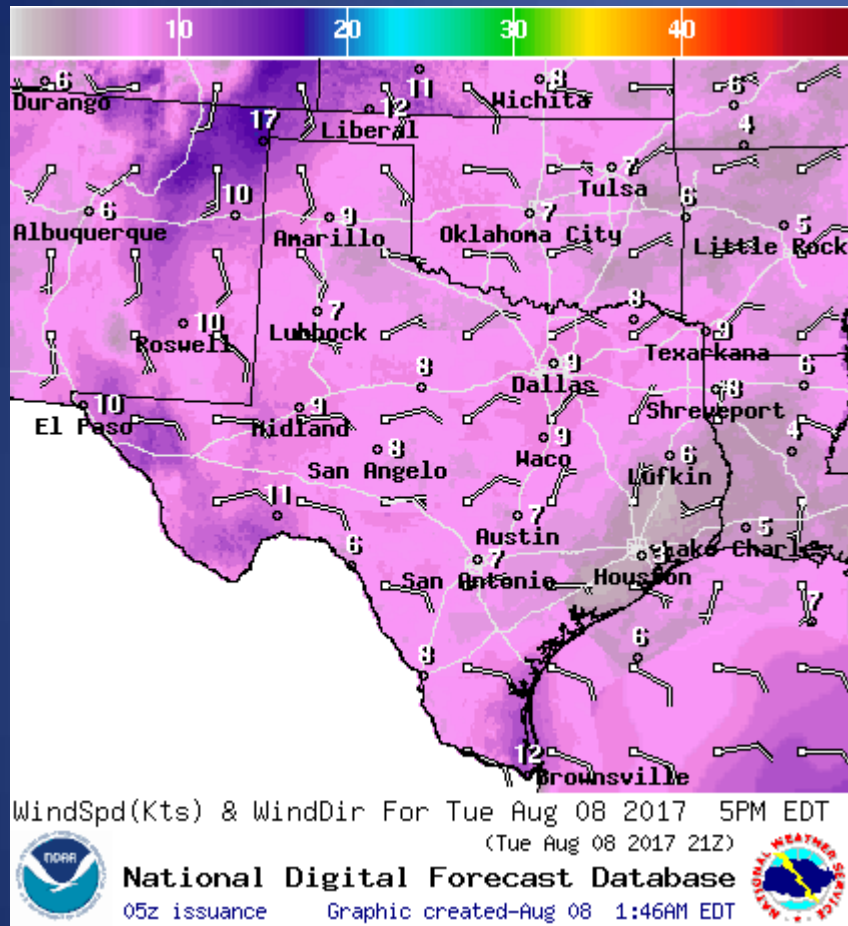 10 20 30 40
6 11 8 6
Durango 12 Wichita
17 Liberal 4
7
Tulsa
6 10 9 7 6 5
Albuquerque Amarillo Oklahoma City Little Rock
10 7 8 9
Roswell Lubbock Texarkana
9 6
Dallas
10 9 8 8
El Paso Midland Shreveport
8 9 6 4
San Angelo Waco Lufkin
11 7 5
Austin
6 7 3 Lake Charles
San Antonio Houston
7
6
8
12
Brownsville
WindSpd(Kts) & WindDir For Tue Aug 08 2017 5PM EDT
(Tue Aug 08 2017 21Z)
NOAA
National Digital Forecast Database
05z issuance Graphic created-Aug 08 1:46AM EDT
NATIONAL WEATHER SERVICE